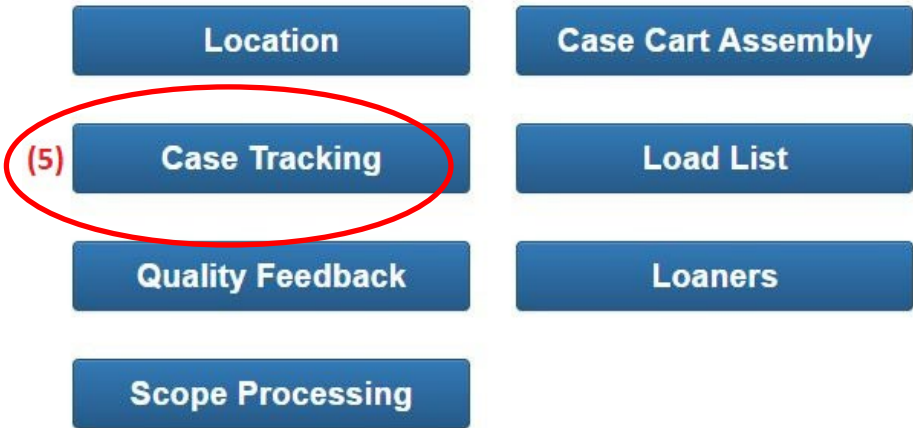 Location
Case Cart Assembly
(5) Case Tracking
Load List
Quality Feedback
Loaners
Scope Processing